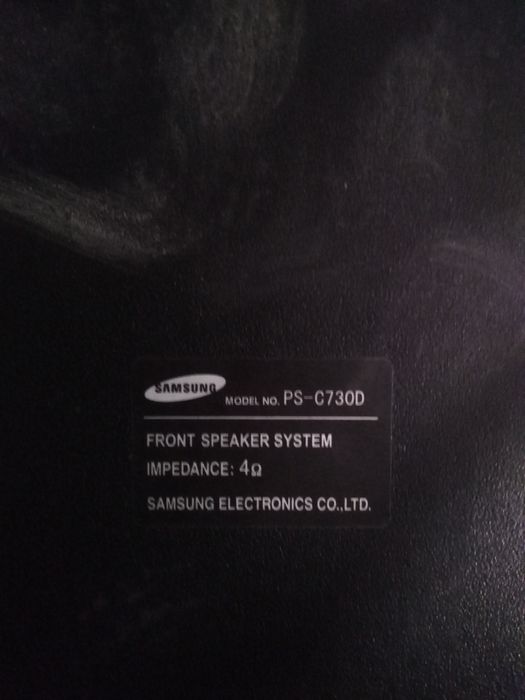 SAMSUNG MODEL NO. PS-C730D
FRONT SPEAKER SYSTEM
IMPEDANCE: 4Ω
SAMSUNG ELECTRONICS CO.,LTD.